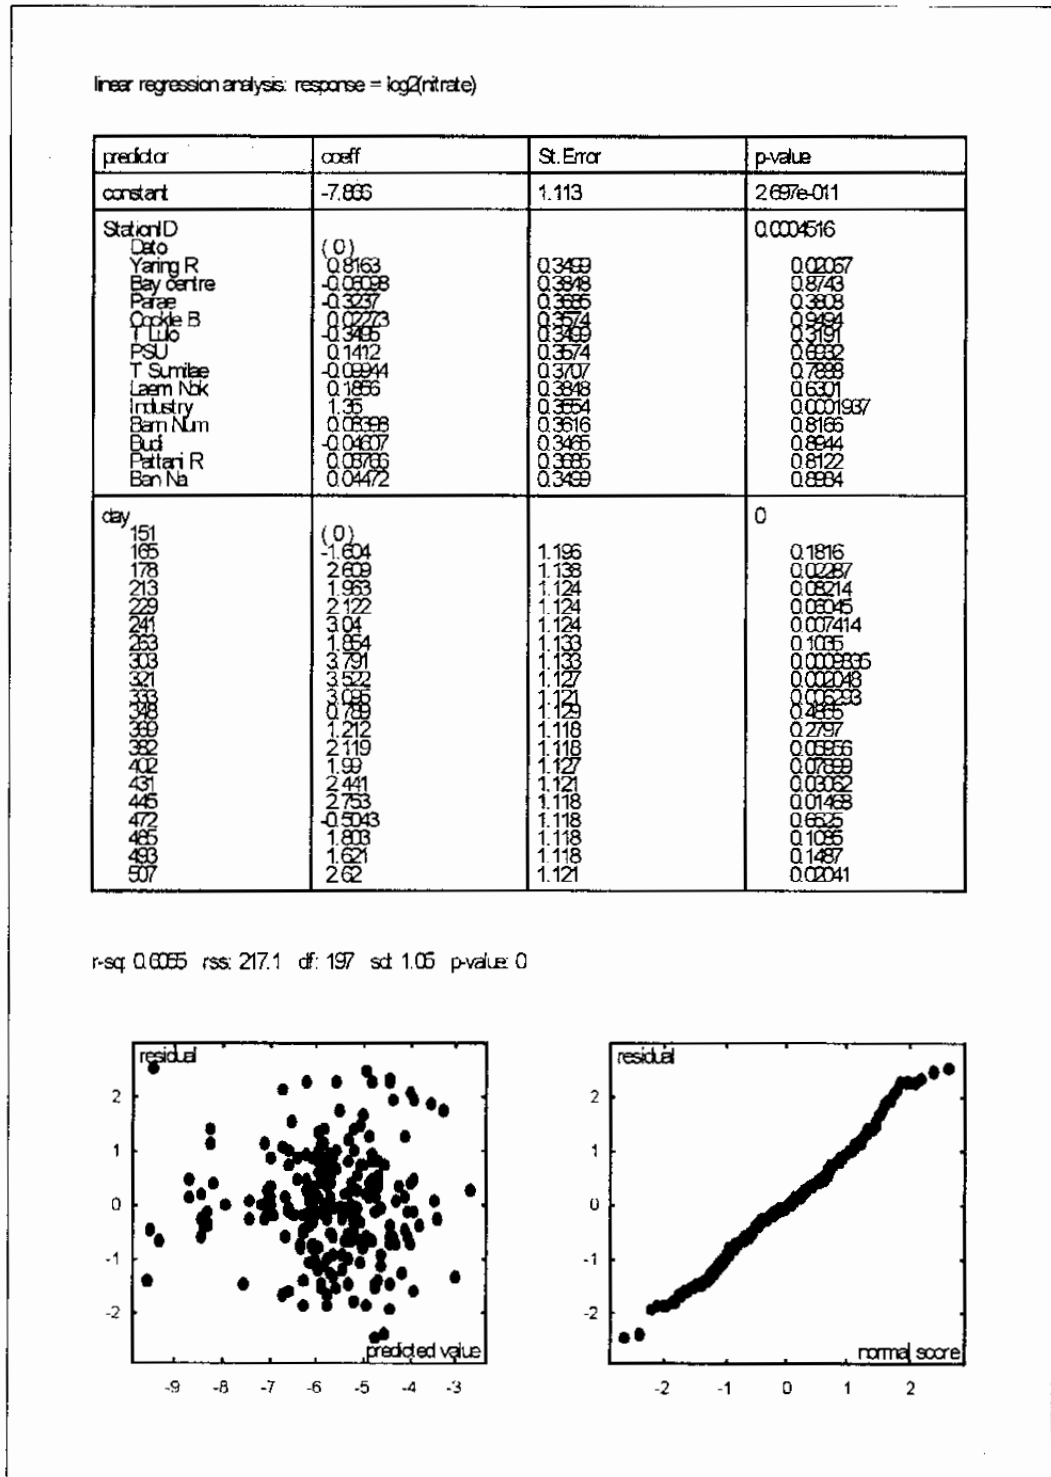 linear regression analysis: response = log2(nitrate)
predictor coeff St. Error p-value
constant -7.866 1.113 2.697e-011
StationID 0.0004516
Dato (0)
Yaring R 0.8163 0.3499 0.02067
Bay centre -0.06098 0.3848 0.8743
Parae -0.3237 0.3685 0.3808
Cockle B 0.02273 0.3574 0.9494
T Lulo -0.3495 0.3499 0.3191
PSU 0.1412 0.3574 0.6932
T Sumilae -0.09944 0.3707 0.7888
Laem Nok 0.1856 0.3848 0.6301
Industry 1.35 0.3554 0.0001937
Barn Num 0.08398 0.3616 0.8166
Budi -0.04607 0.3465 0.8944
Pattani R 0.3685 0.8122
Ban Na 0.04472 0.3499 0.8984
day 0
151 (0)
165 -1.604 1.196 0.1816
178 2.609 1.138 0.02287
213 1.963 1.124 0.08214
229 2.122 1.124 0.06045
241 3.04 1.124 0.007414
263 1.854 1.133 0.1035
303 3.791 1.133 0.0009835
321 3.522 1.127 0.002048
333 3.095 1.121 0.006293
348 0.789 1.129 0.4855
369 1.212 1.118 0.2797
382 2.119 1.118 0.05956
402 1.99 1.127 0.07899
431 2.441 1.121 0.03062
445 2.753 1.118 0.01468
472 -0.5043 1.118 0.6525
485 1.803 1.118 0.1085
493 1.621 1.118 0.1487
507 2.62 1.121 0.02041
r-sq: 0.6055 rss: 217.1 df: 197 sd: 1.05 p-value: 0
residual
2
1
0
-1
-2
predicted value
-9 -8 -7 -6 -5 -4 -3
residual
2
1
0
-1
-2
normal score
-2 -1 0 1 2